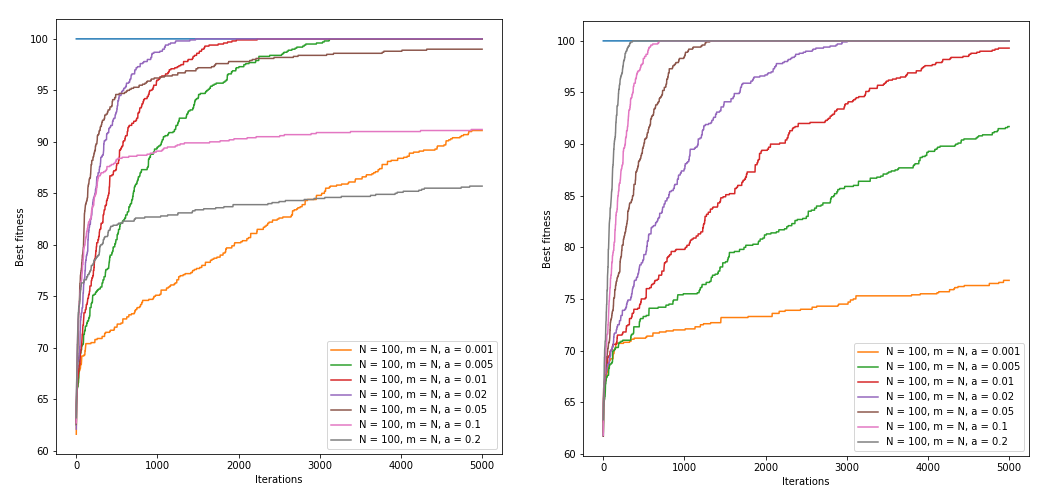 100
95
90
85
80
75
70
65
60
Best fitness
0
1000
2000
3000
4000
5000
Iterations
N = 100, m = N, a = 0.001
N = 100, m = N, a = 0.005
N = 100, m = N, a = 0.01
N = 100, m = N, a = 0.02
N = 100, m = N, a = 0.05
N = 100, m = N, a = 0.1
N = 100, m = N, a = 0.2
100
95
90
85
80
75
70
65
60
Best fitness
0
1000
2000
3000
4000
5000
Iterations
N = 100, m = N, a = 0.001
N = 100, m = N, a = 0.005
N = 100, m = N, a = 0.01
N = 100, m = N, a = 0.02
N = 100, m = N, a = 0.05
N = 100, m = N, a = 0.1
N = 100, m = N, a = 0.2